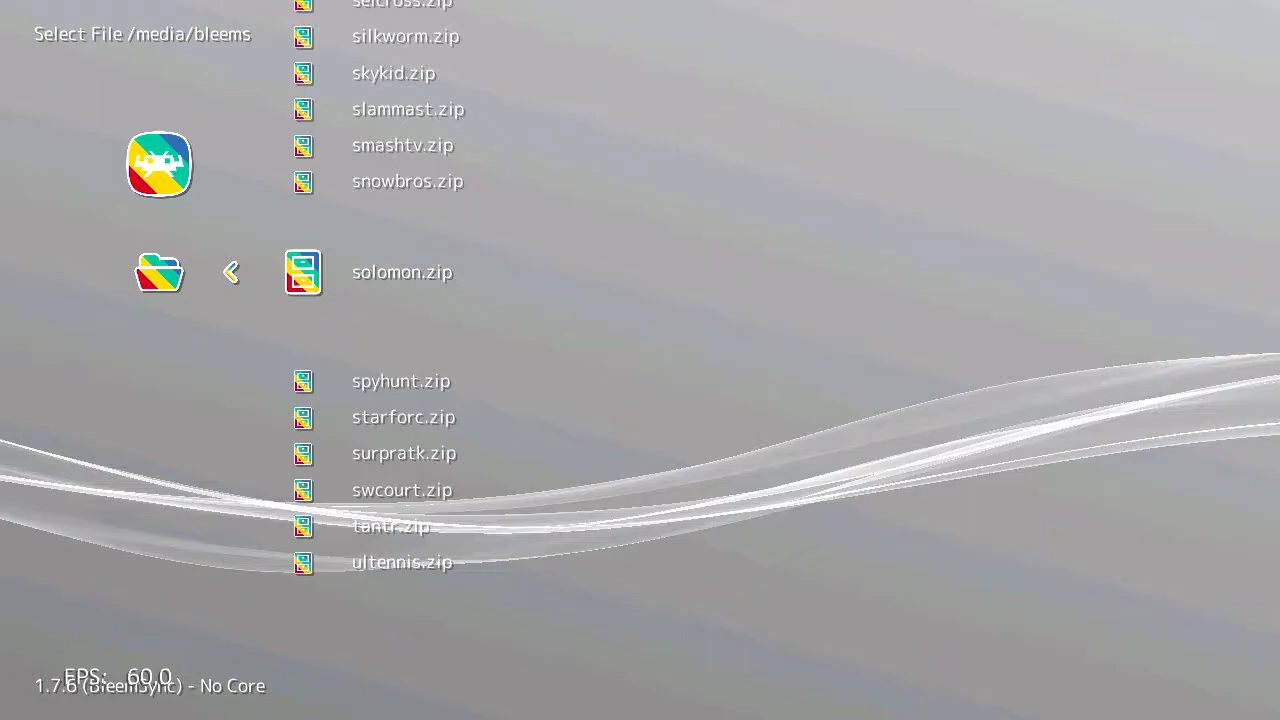 selcross.zip
Select File /media/bleems
silkworm.zip
skykid.zip
slammast.zip
smashtv.zip
snowbros.zip
solomon.zip
spyhunt.zip
starforc.zip
surpratk.zip
swcourt.zip
tantr.zip
ultennis.zip
FPS: 60.0
1.7.6 (BleemSync) - No Core